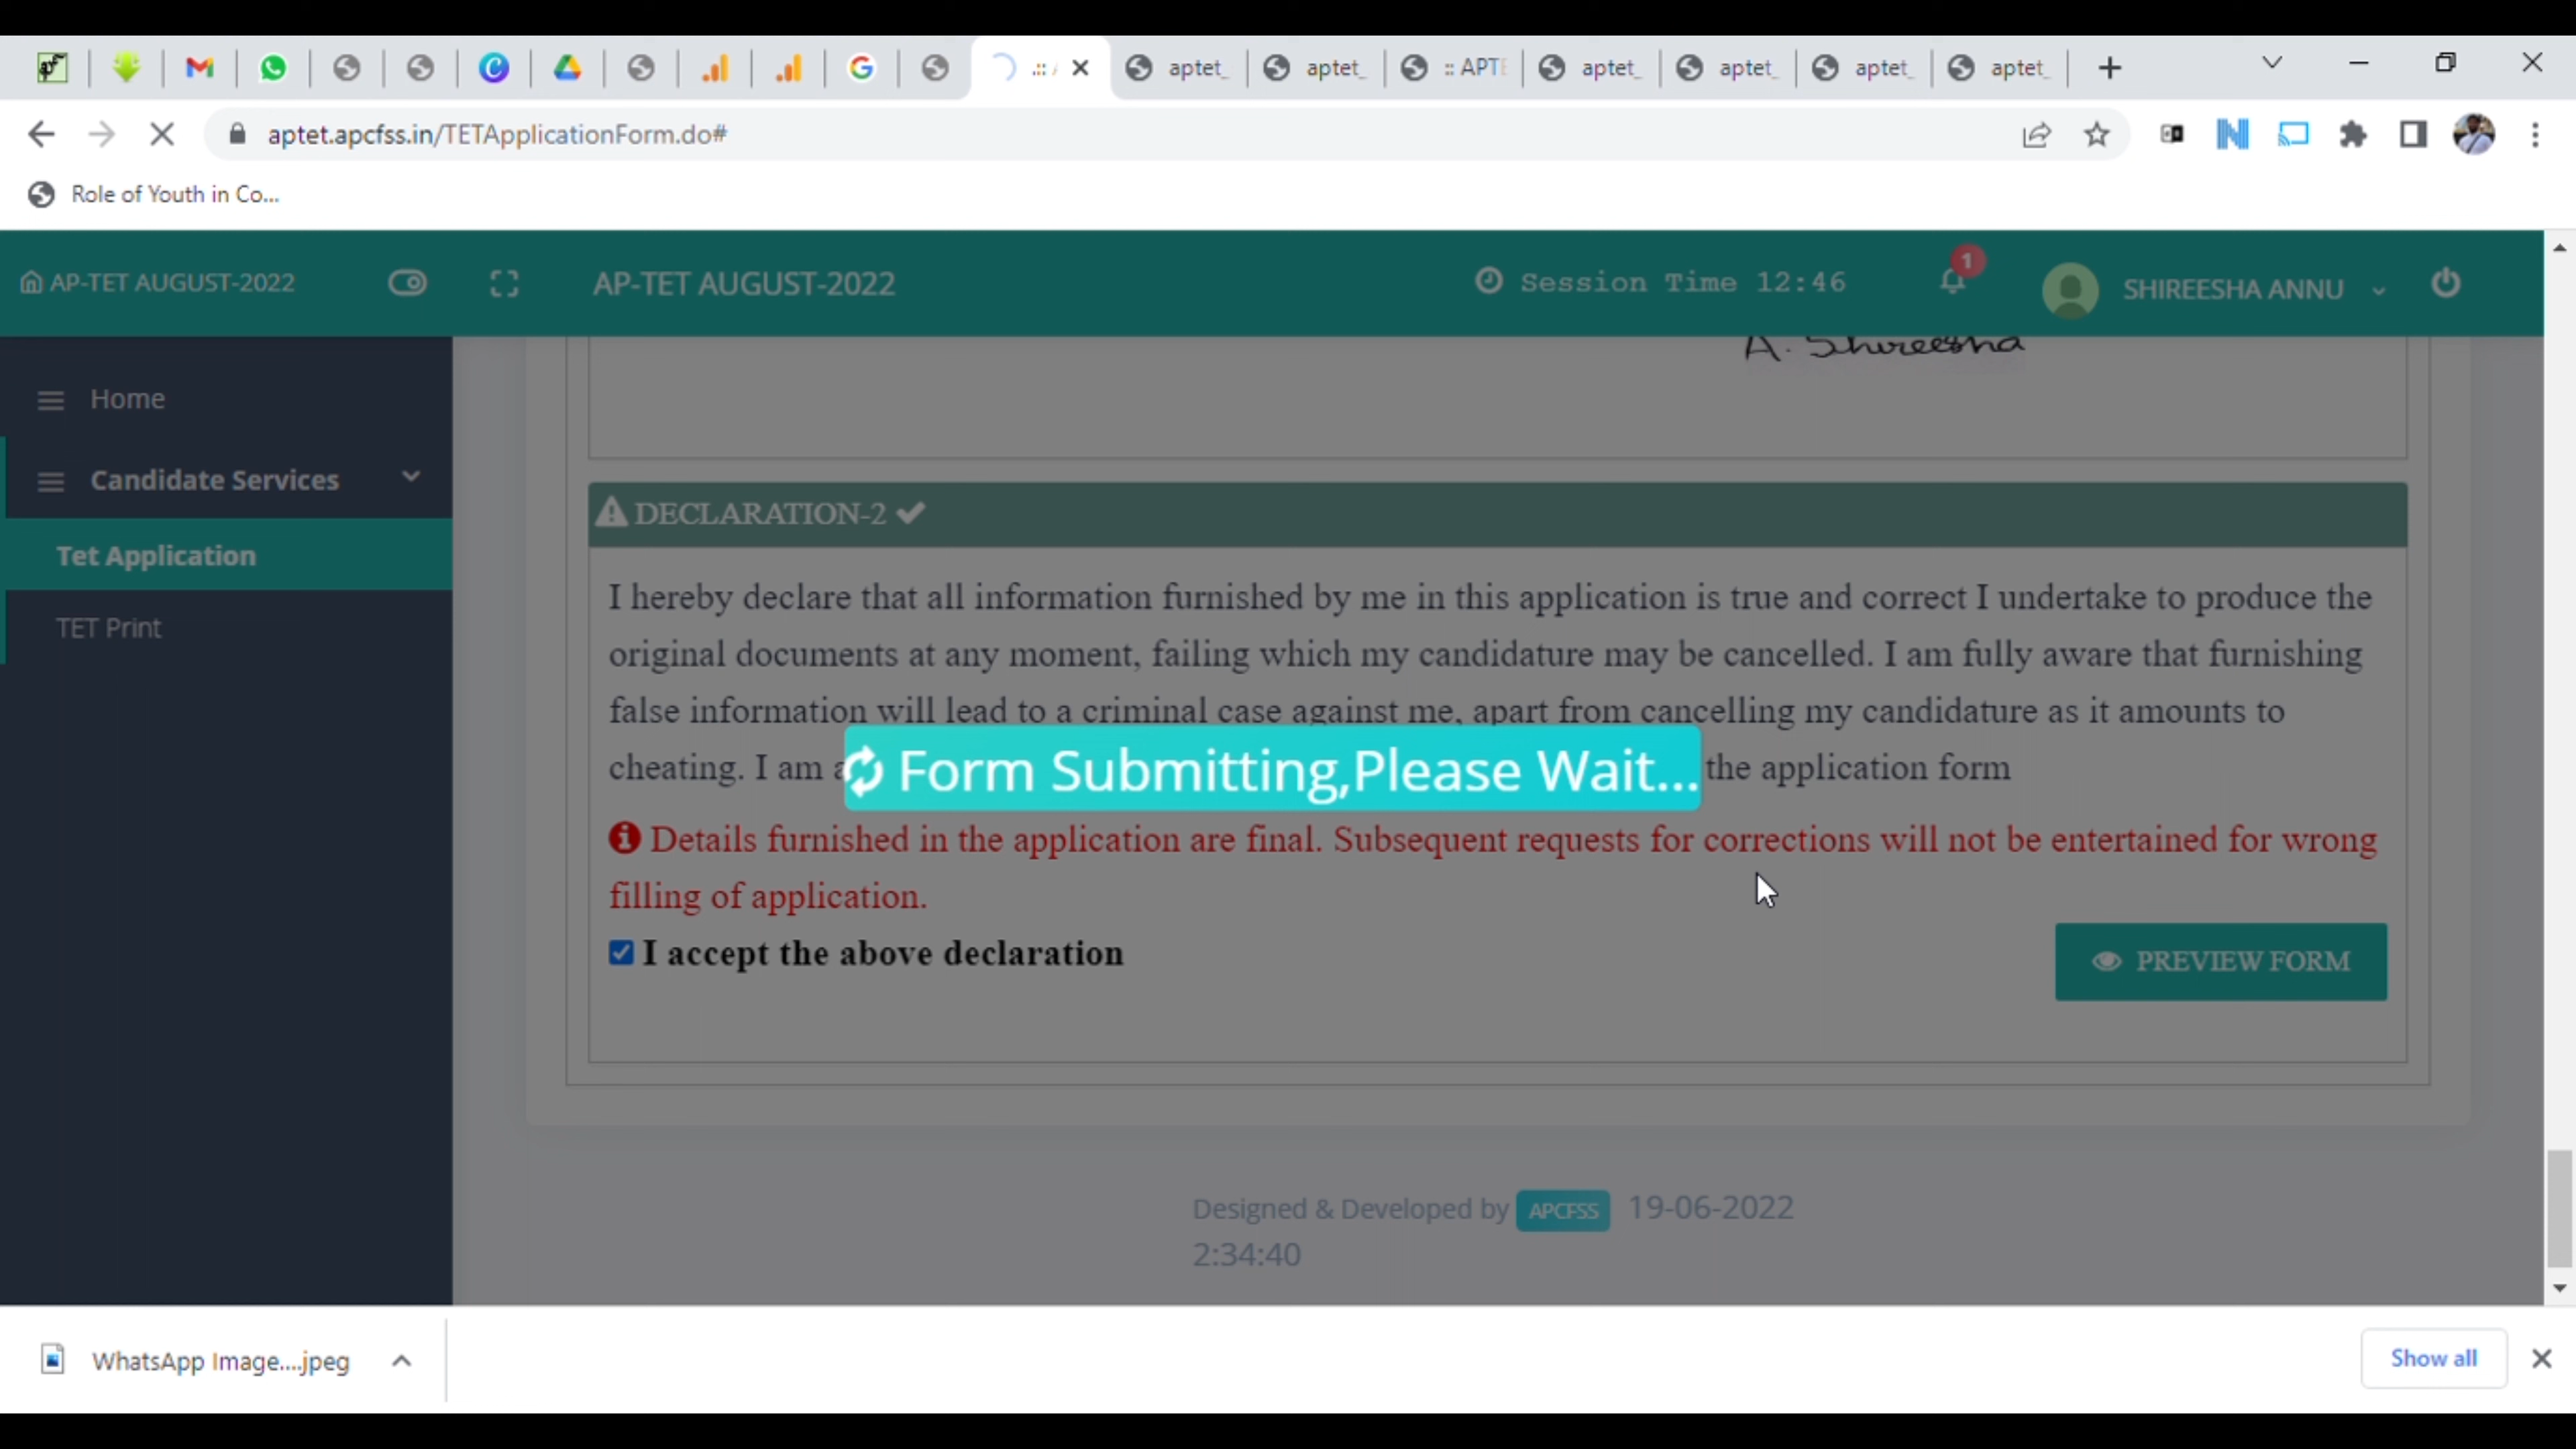 aptet_
aptet_
:: APTE
aptet_
aptet_
aptet_
aptet_
aptet.apcfss.in/TETApplicationForm.do#
Role of Youth in Co...
AP-TET AUGUST-2022
AP-TET AUGUST-2022
Session Time 12:46
1
SHIREESHA ANNU
A. Shireesha
Home
Candidate Services
Tet Application
TET Print
DECLARATION-2
I hereby declare that all information furnished by me in this application is true and correct I undertake to produce the
original documents at any moment, failing which my candidature may be cancelled. I am fully aware that furnishing
false information will lead to a criminal case against me, apart from cancelling my candidature as it amounts to
cheating. I am a
the application form
Form Submitting,Please Wait...
Details furnished in the application are final. Subsequent requests for corrections will not be entertained for wrong
filling of application.
I accept the above declaration
PREVIEW FORM
Designed & Developed by APCFSS 19-06-2022
2:34:40
WhatsApp Image....jpeg
Show all